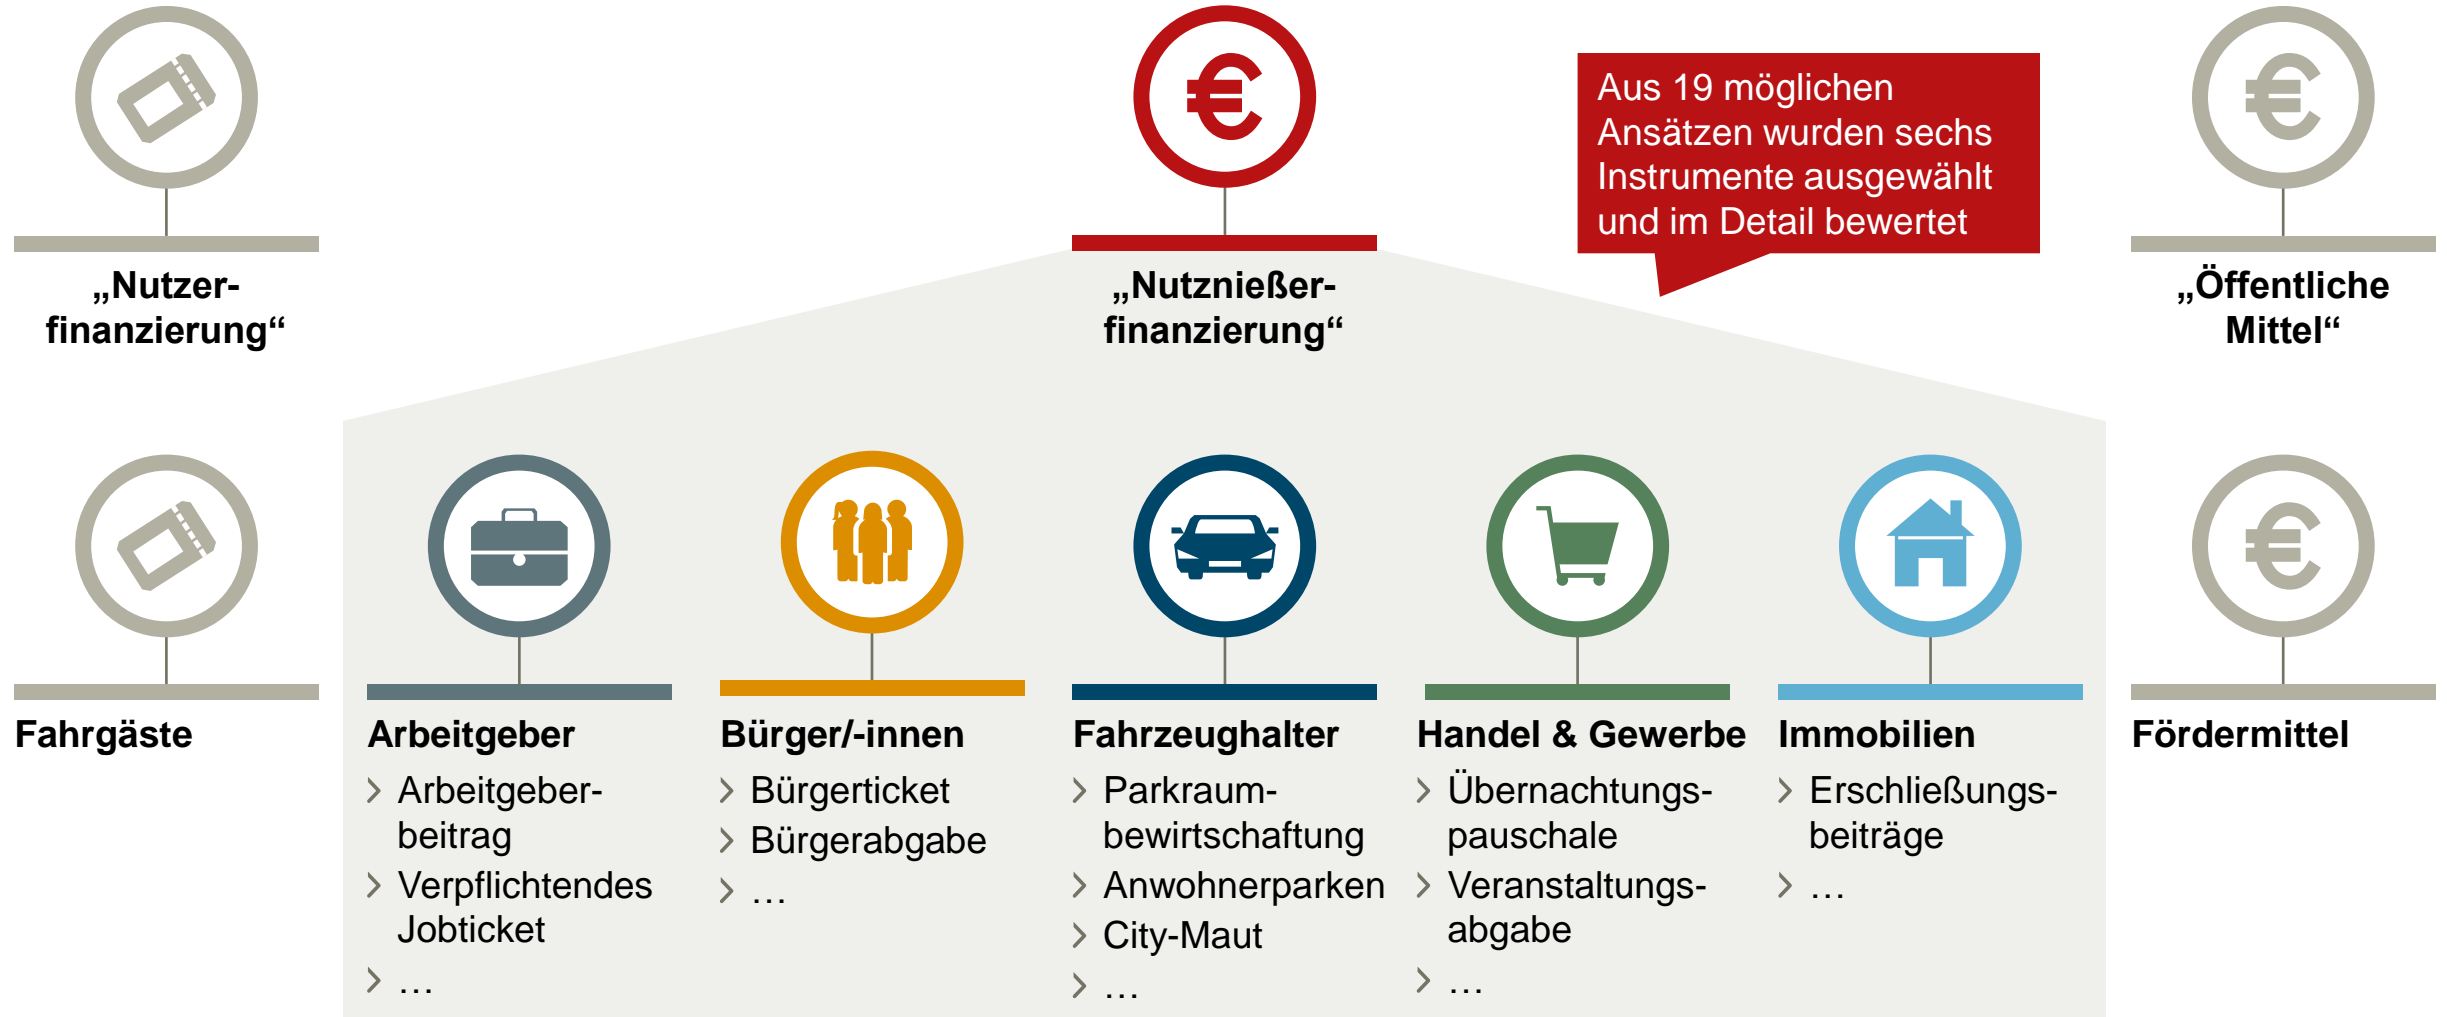 „Nutzer-
finanzierung“
„Nutznießer-
finanzierung“
Aus 19 möglichen
Ansätzen wurden sechs
Instrumente ausgewählt
und im Detail bewertet
„Öffentliche
Mittel“
Fahrgäste
Arbeitgeber
Arbeitgeber-
beitrag
Verpflichtendes
Jobticket
…
Bürger/-innen
Bürgerticket
Bürgerabgabe
…
Fahrzeughalter
Parkraum-
bewirtschaftung
Anwohnerparken
City-Maut
…
Handel & Gewerbe
Übernachtungs-
pauschale
Veranstaltungs-
abgabe
…
Immobilien
Erschließungs-
beiträge
…
Fördermittel